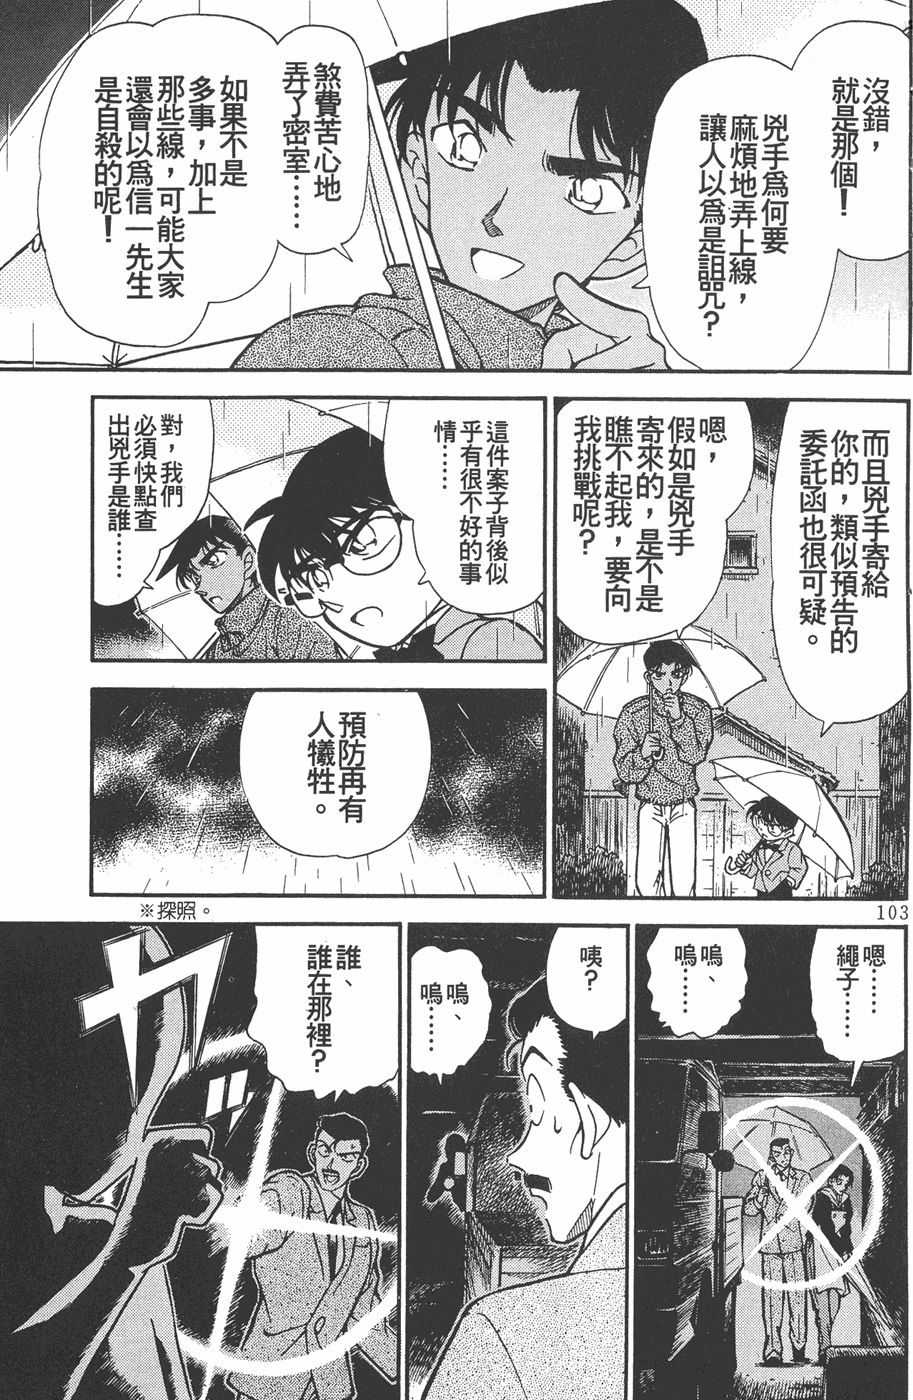 沒錯，
就是那個！
兇手為何要
麻煩地弄上線，
讓人以為是詛咒？
煞費苦心地
弄了密室……
如果不是
多事，加上
那些線，可能大家
還會以為信一先生
是自殺的呢！
而且兇手寄給
你的，類似預告的
委託函也很可疑。
嗯，
假如是兇手
寄來的，是不是
瞧不起我，要向
我挑戰呢？
這件案子背後似
乎有很不好的事
情……
對，我們
必須快點查
出兇手是誰……
預防再有
人犧牲。
※探照。
103
嗯…
繩子……
嗚、
嗚……
咦？
嗚、
嗚……
誰、
誰在那裡？
カッ